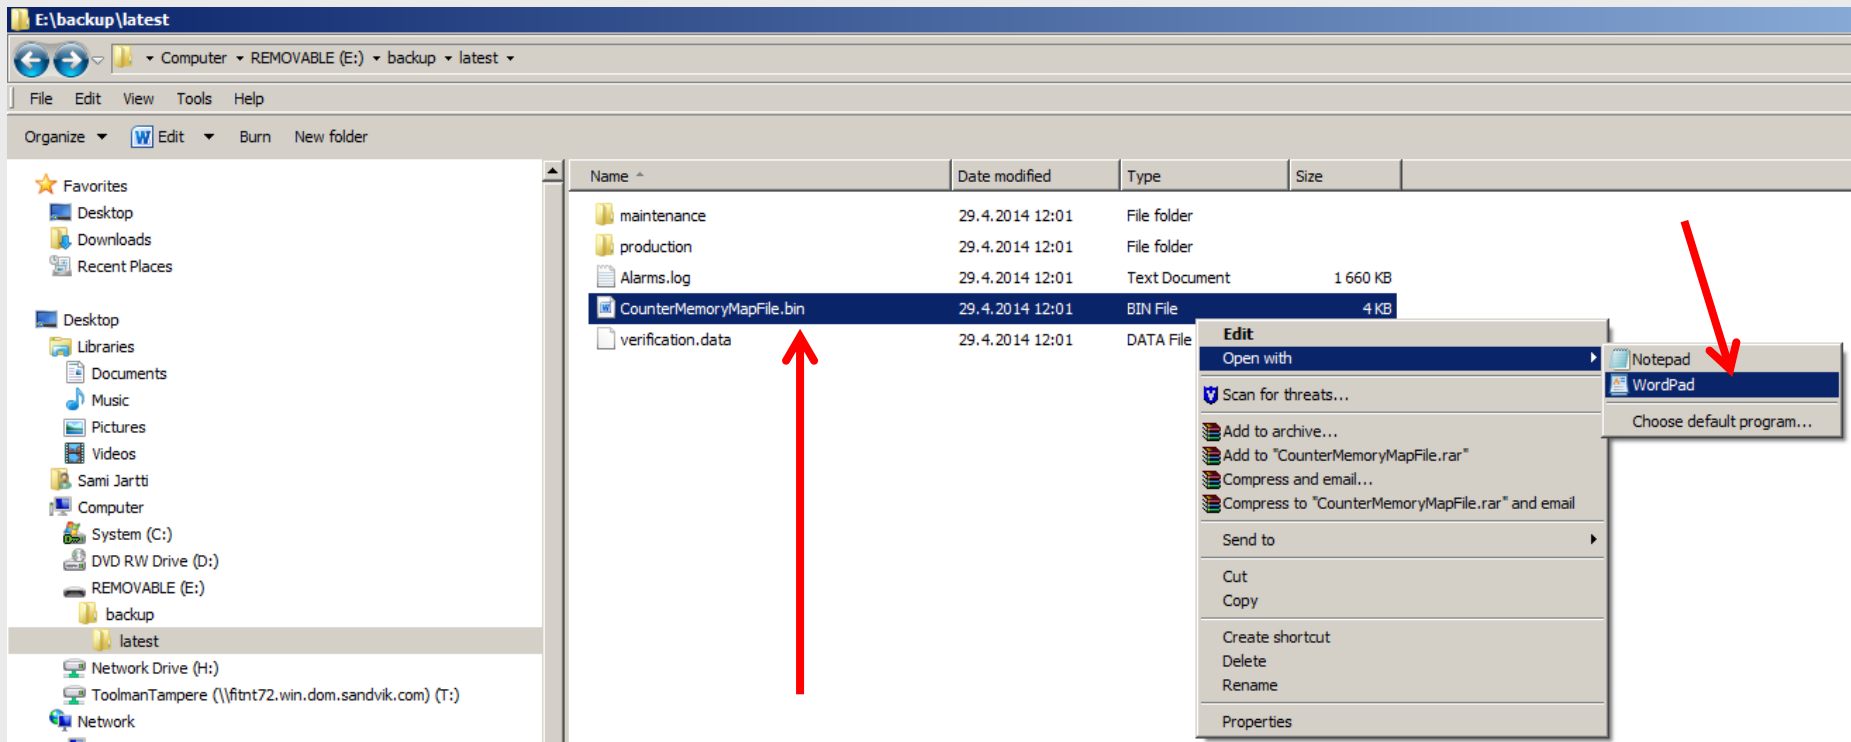 E:\backup\latest
Computer REMOVABLE (E:) backup latest
File Edit View Tools Help
Organize Edit Burn New folder
Favorites
Desktop
Downloads
Recent Places
Desktop
Libraries
Documents
Music
Pictures
Videos
Sami Jartti
Computer
System (C:)
DVD RW Drive (D:)
REMOVABLE (E:)
backup
latest
Network Drive (H:)
ToolmanTampere (\\fitnt72.win.dom.sandvik.com) (T:)
Network
Name Date modified Type Size
maintenance 29.4.2014 12:01 File folder
production 29.4.2014 12:01 File folder
Alarms.log 29.4.2014 12:01 Text Document 1 660 KB
CounterMemoryMapFile.bin 29.4.2014 12:01 BIN File 4 KB
verification.data 29.4.2014 12:01 DATA File
Edit
Open with
Scan for threats...
Add to archive...
Add to "CounterMemoryMapFile.rar"
Compress and email...
Compress to "CounterMemoryMapFile.rar" and email
Send to
Cut
Copy
Create shortcut
Delete
Rename
Properties
Notepad
WordPad
Choose default program...